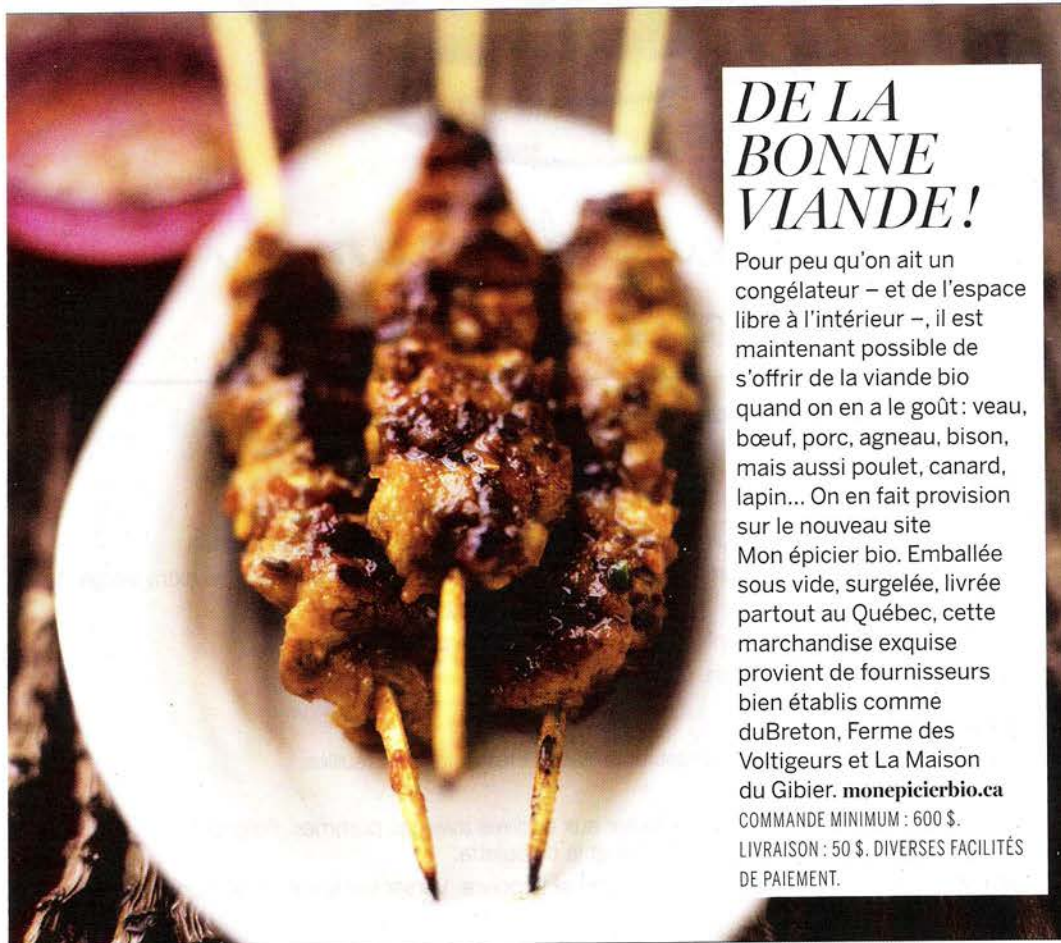 DE LA
BONNE
VIANDE !
Pour peu qu'on ait un
congélateur – et de l'espace
libre à l'intérieur –, il est
maintenant possible de
s'offrir de la viande bio
quand on en a le goût : veau,
bœuf, porc, agneau, bison,
mais aussi poulet, canard,
lapin... On en fait provision
sur le nouveau site
Mon épicier bio. Emballée
sous vide, surgelée, livrée
partout au Québec, cette
marchandise exquise
provient de fournisseurs
bien établis comme
duBreton, Ferme des
Voltigeurs et La Maison
du Gibier. monepicierbio.ca
COMMANDE MINIMUM : 600 $.
LIVRAISON : 50 $. DIVERSES FACILITÉS
DE PAIEMENT.